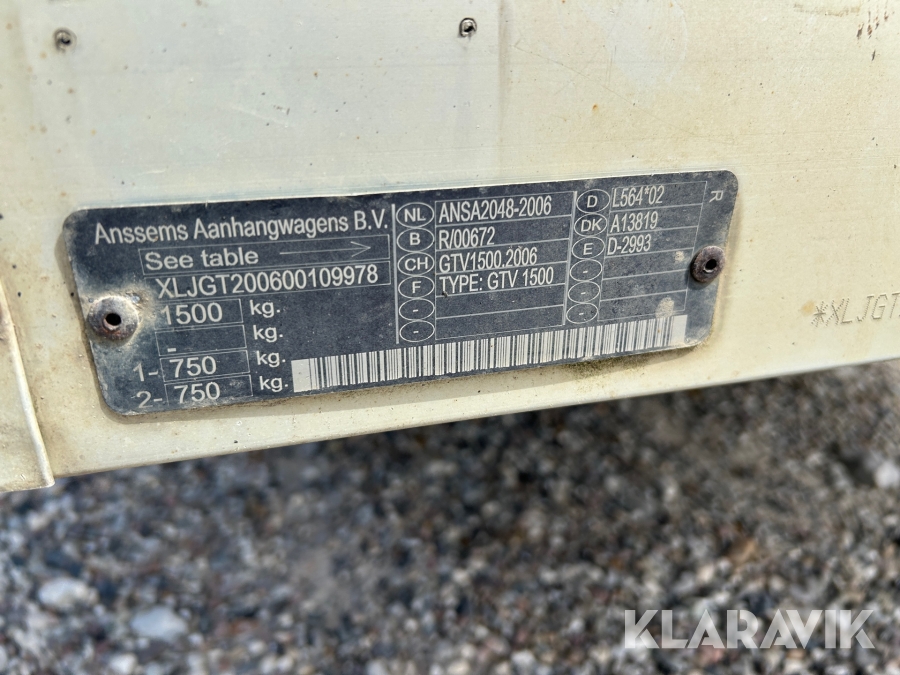 Anssems Aanhangwagens B.V.
See table
XLJGT200600109978
1500 kg.
- kg.
1- 750 kg.
2- 750 kg.
NL ANSA2048-2006
B R/00672
CH GTV1500.2006
F TYPE: GTV 1500
-
-
D L564*02
DK A13819
E D-2993
-
-
-
R
*XLJGT
KLARAVIK